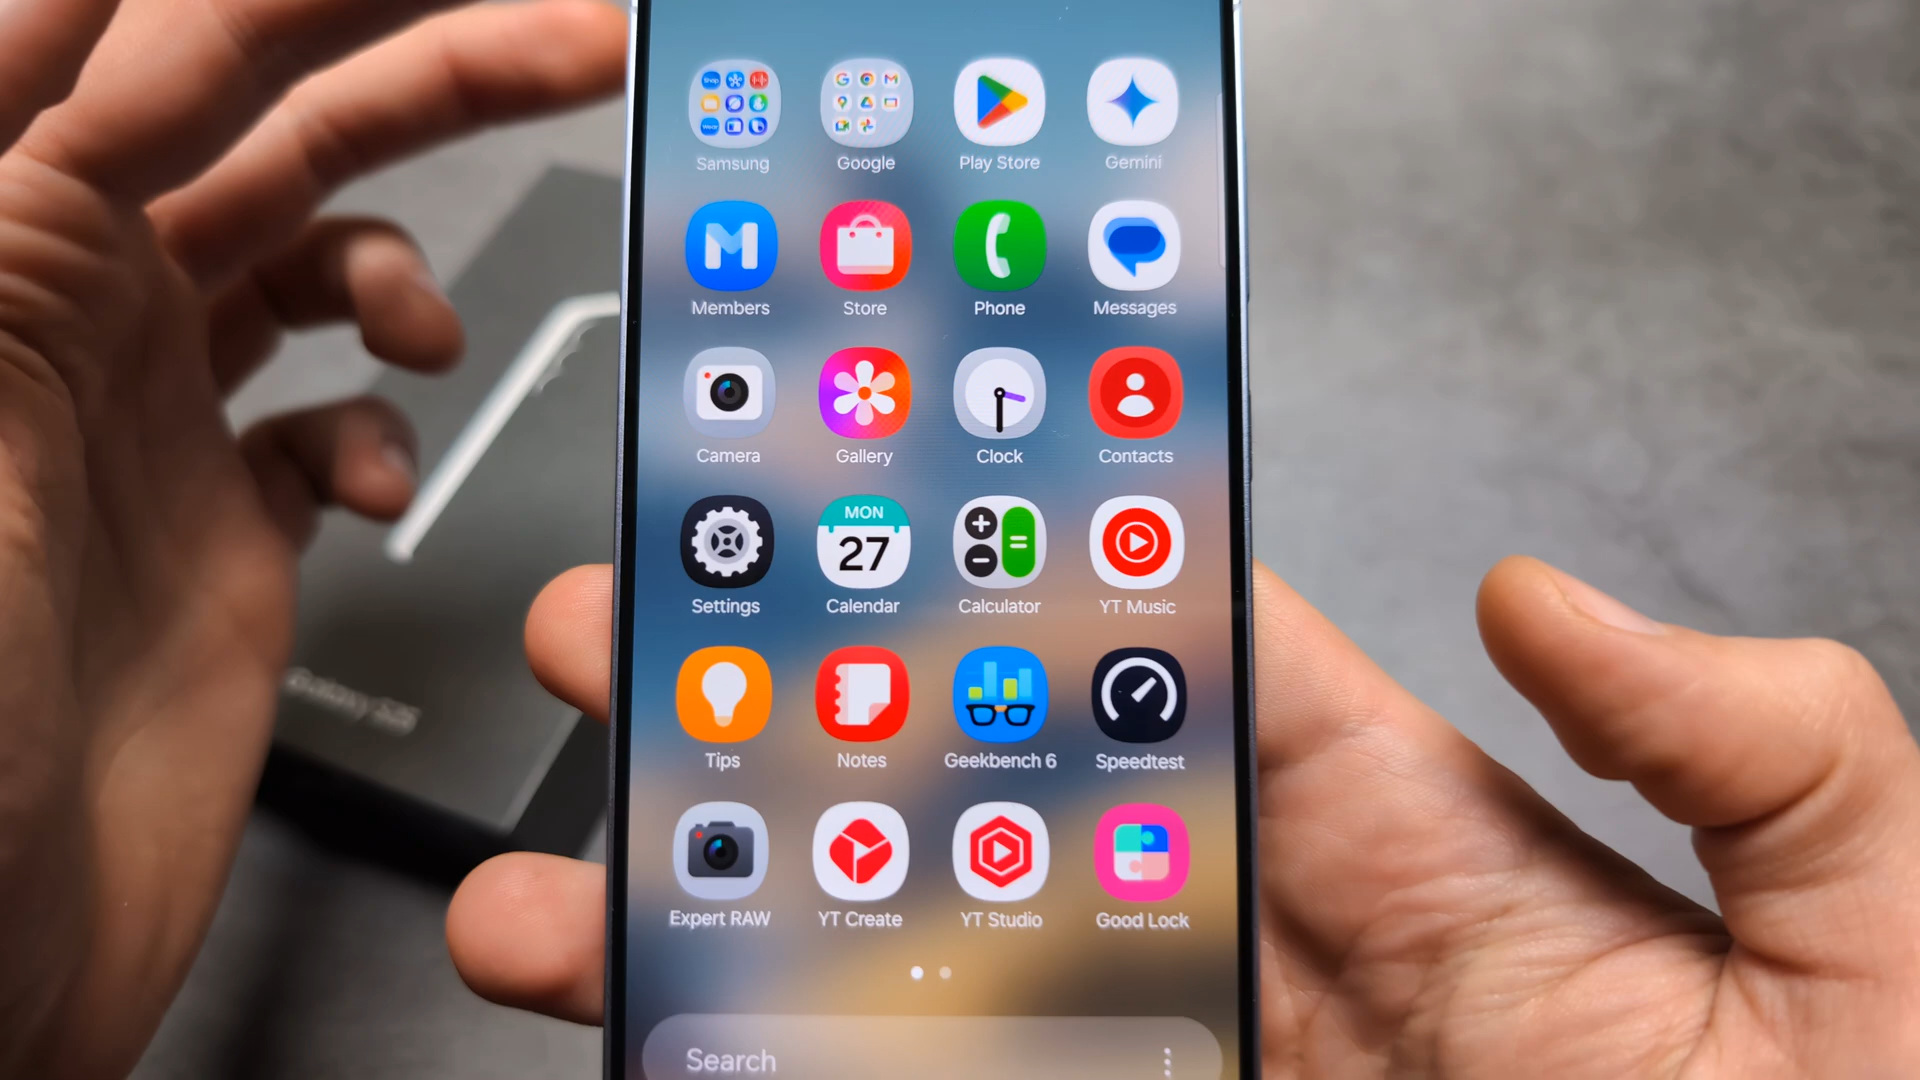 Samsung Google Play Store Gemini
Members Store Phone Messages
Camera Gallery Clock Contacts
MON
27
Settings Calendar Calculator YT Music
Tips Notes Geekbench 6 Speedtest
Galaxy
Expert RAW YT Create YT Studio Good Lock
Search